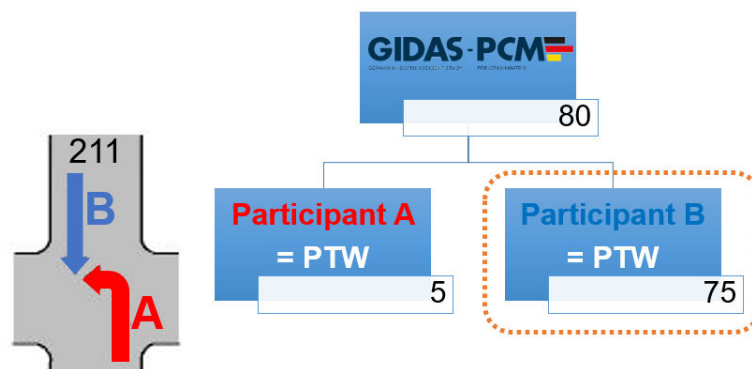 GIDAS-PCM
80
211
B
A
Participant A
= PTW
5
Participant B
= PTW
75